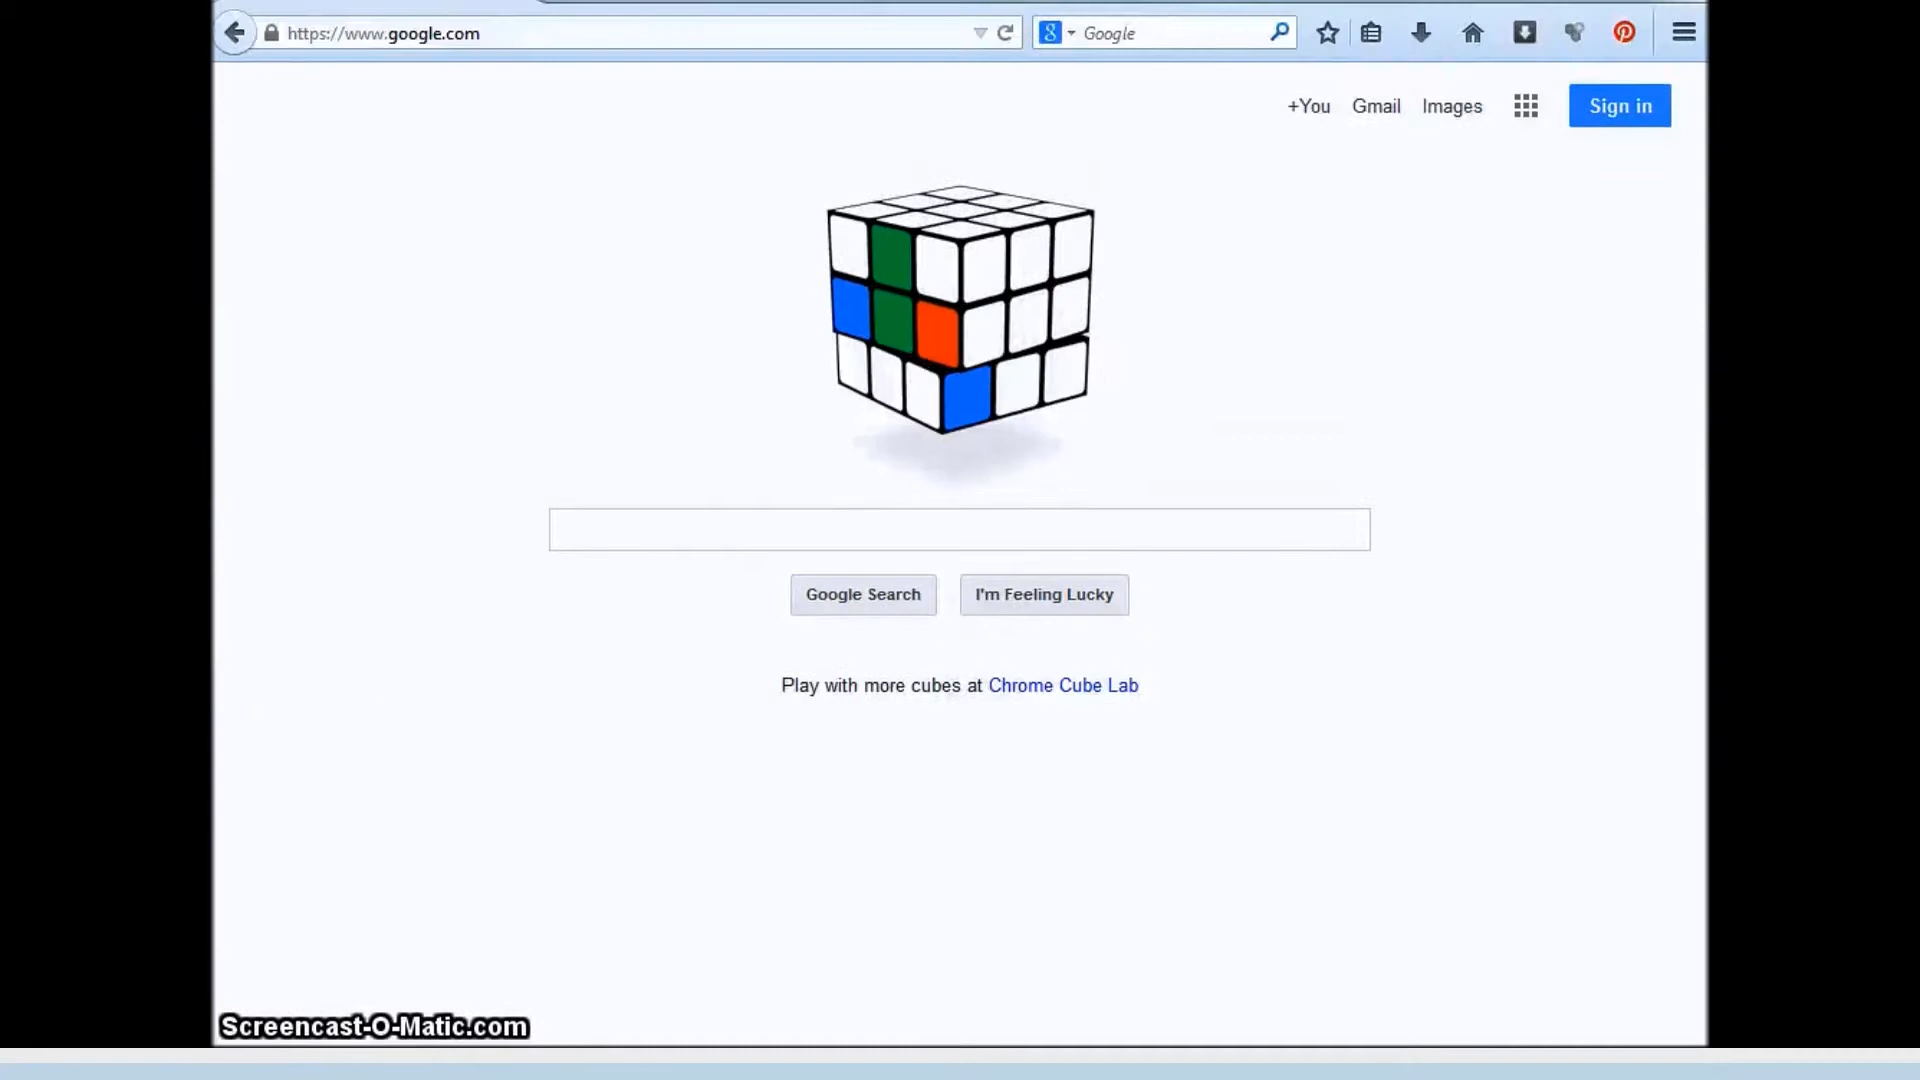 https://www.google.com
8 Google
+You Gmail Images Sign in
Google Search I'm Feeling Lucky
Play with more cubes at Chrome Cube Lab
Screencast-O-Matic.com